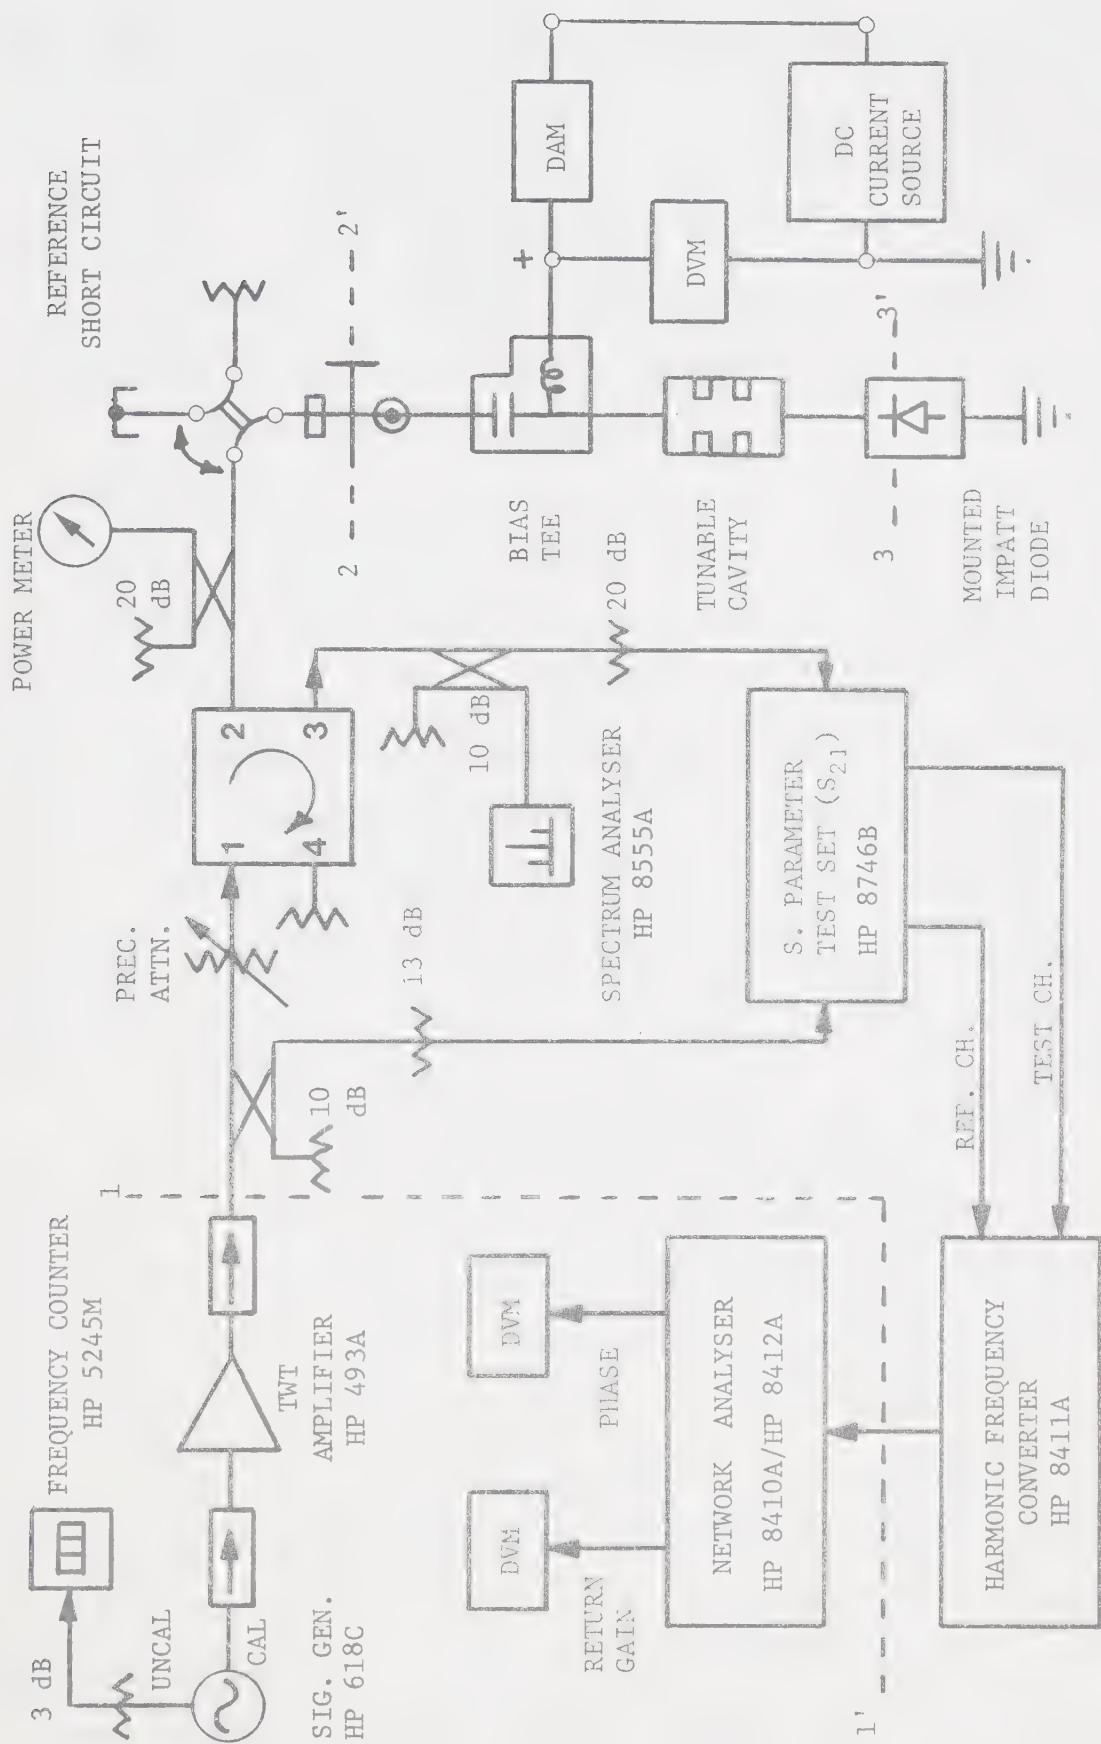 3 dB
FREQUENCY COUNTER
HP 5245M
UNCAL
CAL
SIG. GEN.
HP 618C
TWT
AMPLIFIER
HP 493A
1
1'
10
dB
PREC.
ATTN.
13 dB
1
2
3
4
20
dB
POWER METER
REFERENCE
SHORT CIRCUIT
2
2'
10 dB
SPECTRUM ANALYSER
HP 8555A
20 dB
BIAS
TEE
+
DAM
DVM
DC
CURRENT
SOURCE
TUNABLE
CAVITY
3
3'
MOUNTED
IMPATT
DIODE
S. PARAMETER
TEST SET (S21)
HP 8746B
REF. CH.
TEST CH.
DVM
DVM
RETURN
GAIN
PHASE
NETWORK ANALYSER
HP 8410A/HP 8412A
HARMONIC FREQUENCY
CONVERTER
HP 8411A